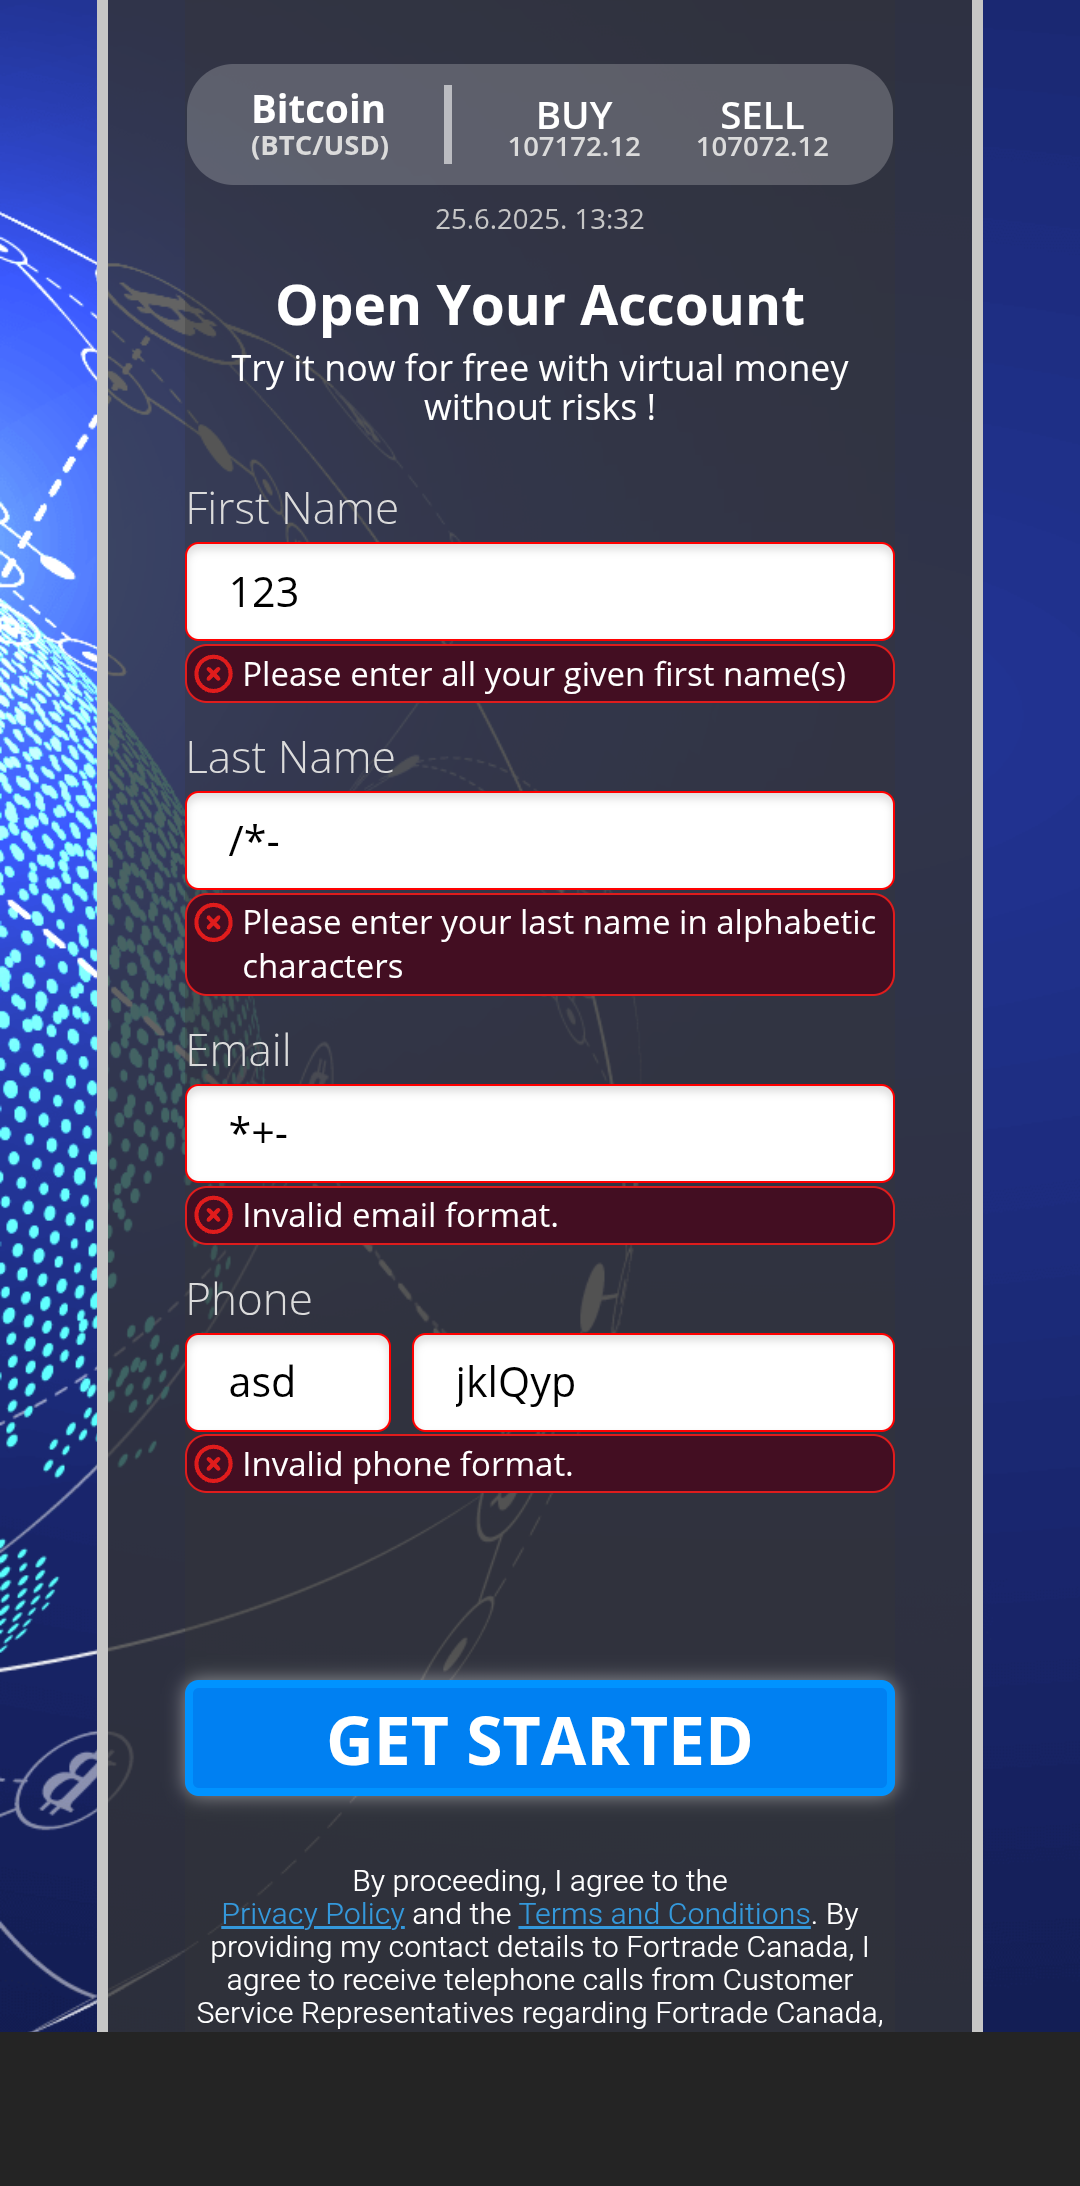 Bitcoin
(BTC/USD)
BUY
107172.12
SELL
107072.12
25.6.2025. 13:32
Open Your Account
Try it now for free with virtual money
without risks !
First Name
123
Please enter all your given first name(s)
Last Name
/*-
Please enter your last name in alphabetic
characters
Email
*+-
Invalid email format.
Phone
asd
jklQyp
Invalid phone format.
GET STARTED
By proceeding, I agree to the
Privacy Policy and the Terms and Conditions. By
providing my contact details to Fortrade Canada, I
agree to receive telephone calls from Customer
Service Representatives regarding Fortrade Canada,